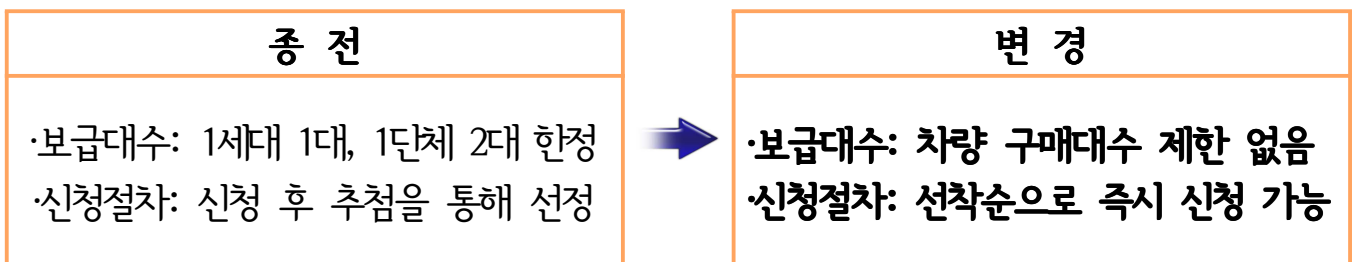 종 전
·보급대수: 1세대 1대, 1단체 2대 한정
·신청절차: 신청 후 추첨을 통해 선정
변 경
·보급대수: 차량 구매대수 제한 없음
·신청절차: 선착순으로 즉시 신청 가능